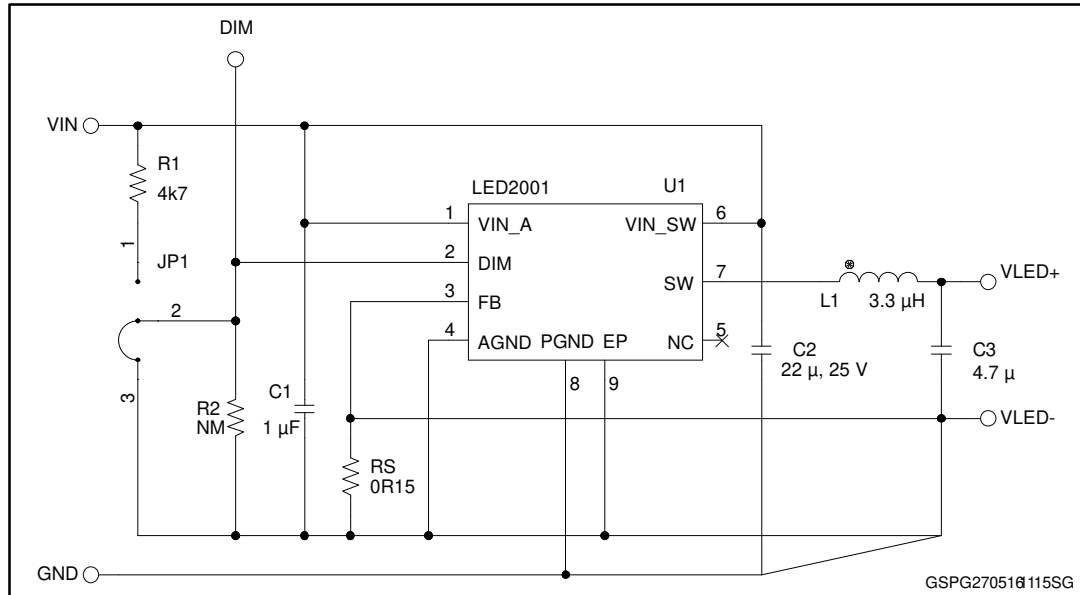 DIM
VIN
R1
4k7
1
JP1
2
3
R2
NM
C1
1 µF
RS
0R15
LED2001
U1
1
VIN_A
2
DIM
3
FB
4
AGND
PGND
EP
VIN_SW
6
SW
7
NC
5
8
9
L1
3.3 µH
VLED+
C2
22 µ, 25 V
C3
4.7 µ
VLED-
GND